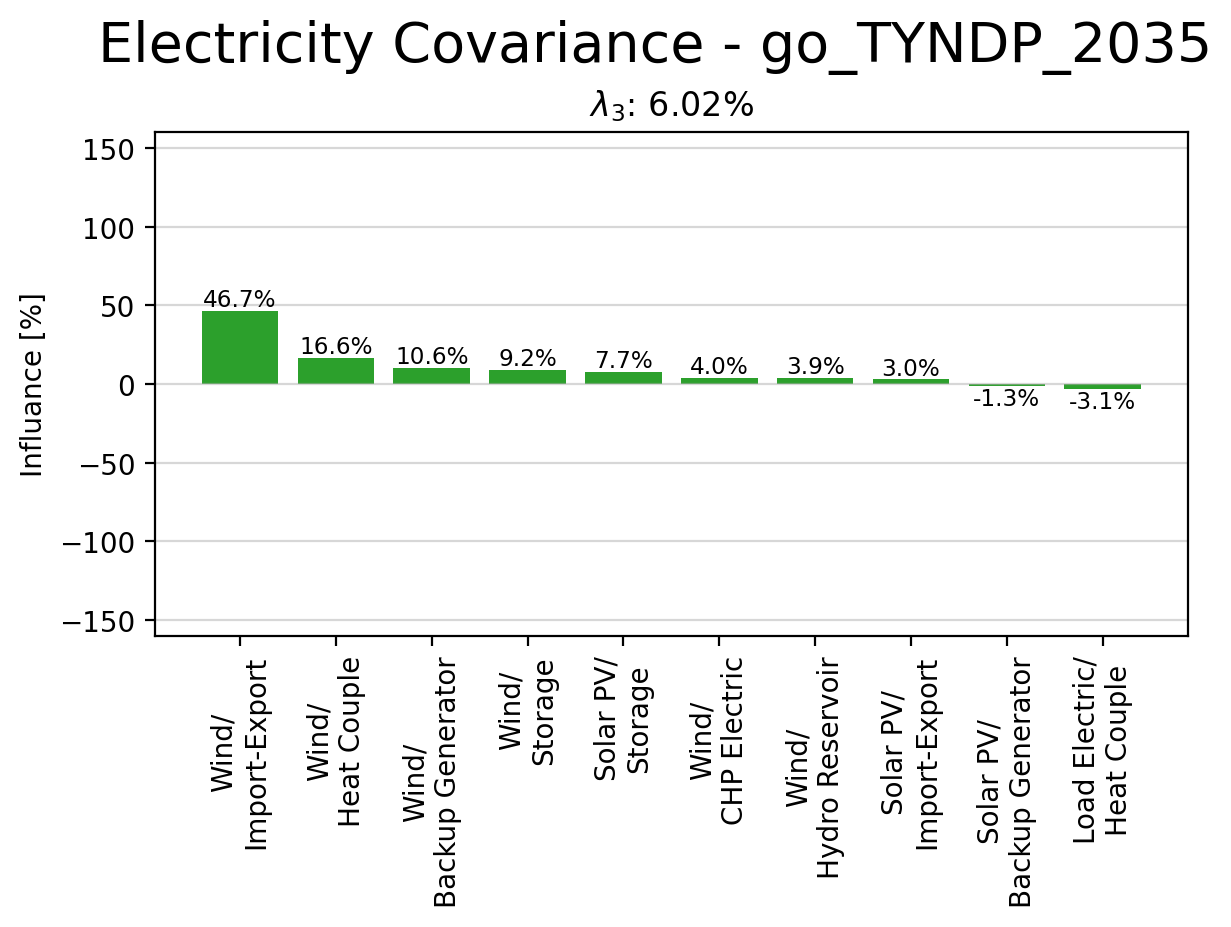 Electricity Covariance - go_TYNDP_2035
λ3: 6.02%
Influance [%]
150
100
50
0
−50
−100
−150
46.7%
16.6%
10.6%
9.2%
7.7%
4.0%
3.9%
3.0%
-1.3%
-3.1%
Wind/
Import-Export
Wind/
Heat Couple
Wind/
Backup Generator
Wind/
Storage
Solar PV/
Storage
Wind/
CHP Electric
Wind/
Hydro Reservoir
Solar PV/
Import-Export
Solar PV/
Backup Generator
Load Electric/
Heat Couple